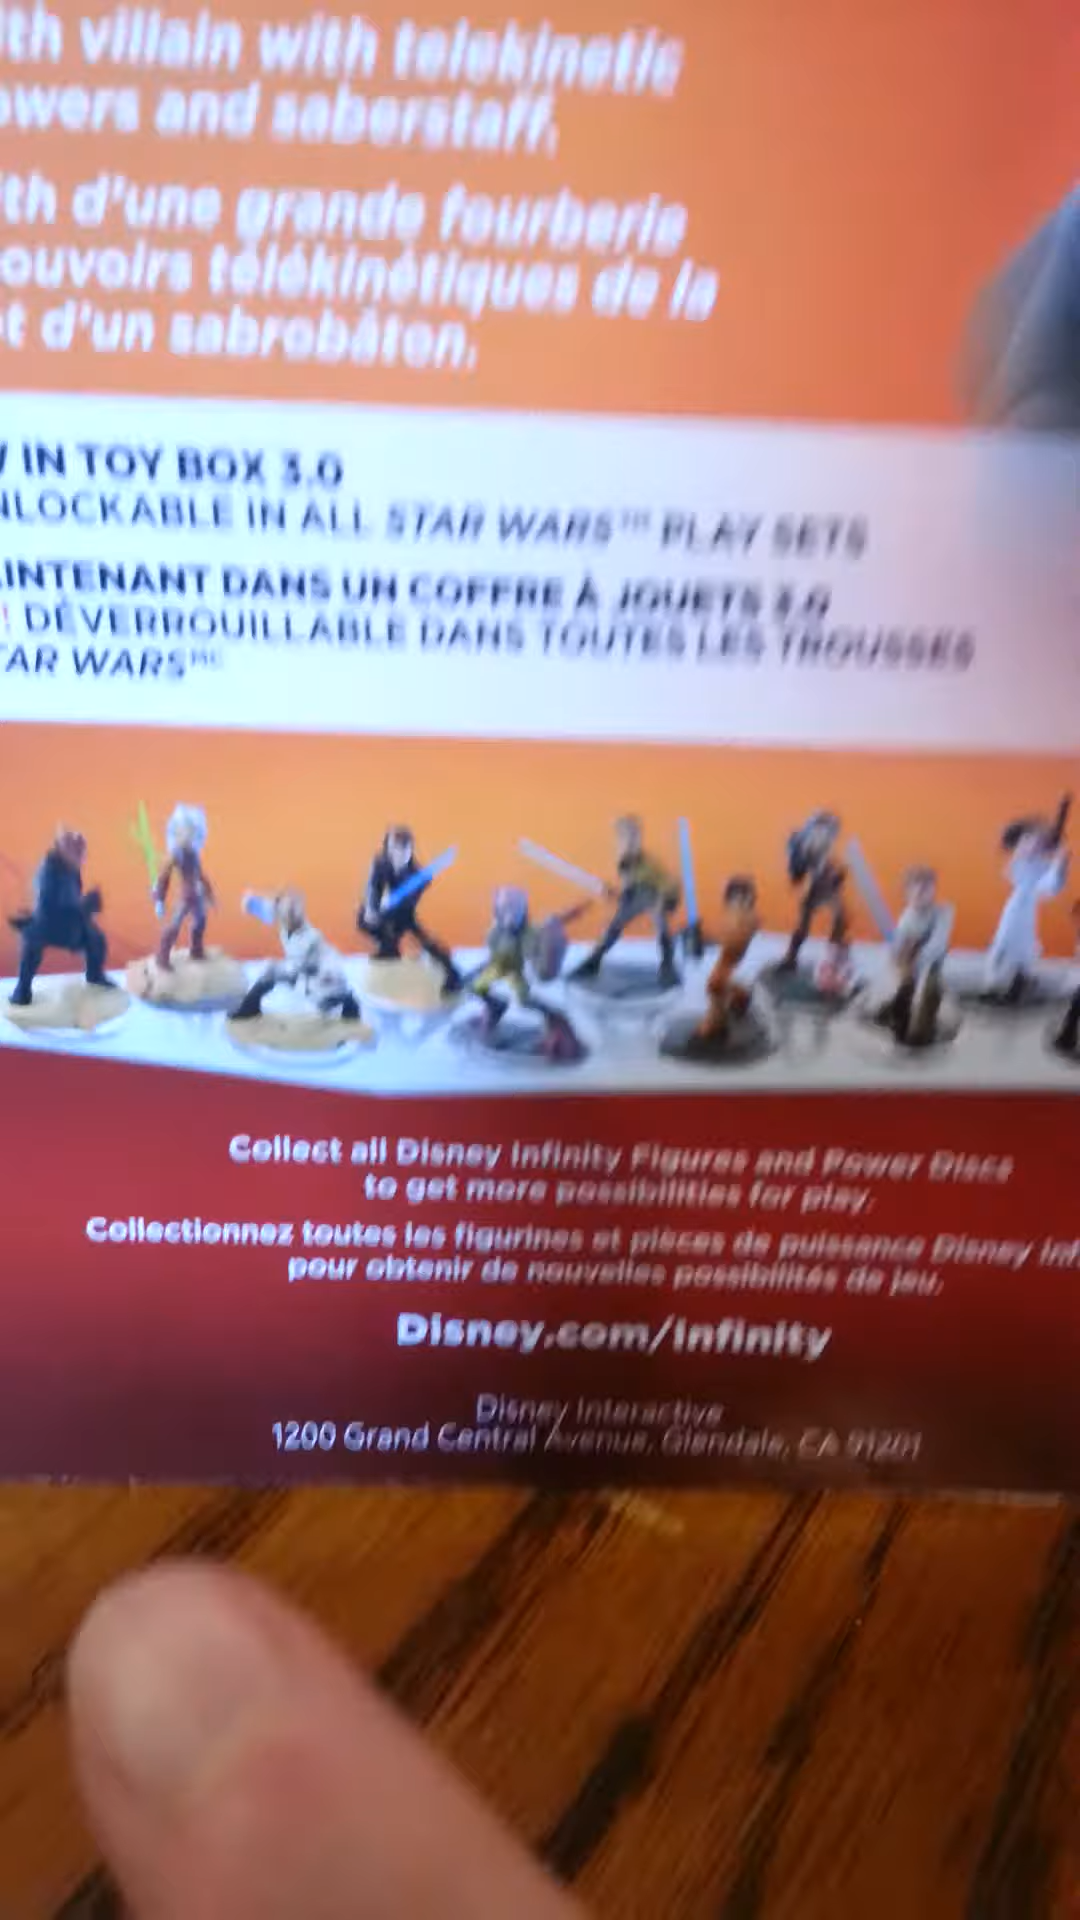 ith villain with telekinetic
owers and saberstaff.
ith d'une grande fourberie
ouvoirs télékinétiques de la
t d'un sabrobâton.
IN TOY BOX 3.0
NLOCKABLE IN ALL STAR WARS™ PLAY SETS
INTENANT DANS UN COFFRE À JOUETS 3.0
! DÉVERROUILLABLE DANS TOUTES LES TROUSSES
TAR WARSᴹᶜ
Collect all Disney Infinity Figures and Power Discs
to get more possibilities for play.
Collectionnez toutes les figurines et pièces de puissance Disney Inf
pour obtenir de nouvelles possibilités de jeu.
Disney.com/Infinity
Disney Interactive
1200 Grand Central Avenue, Glendale, CA 91201